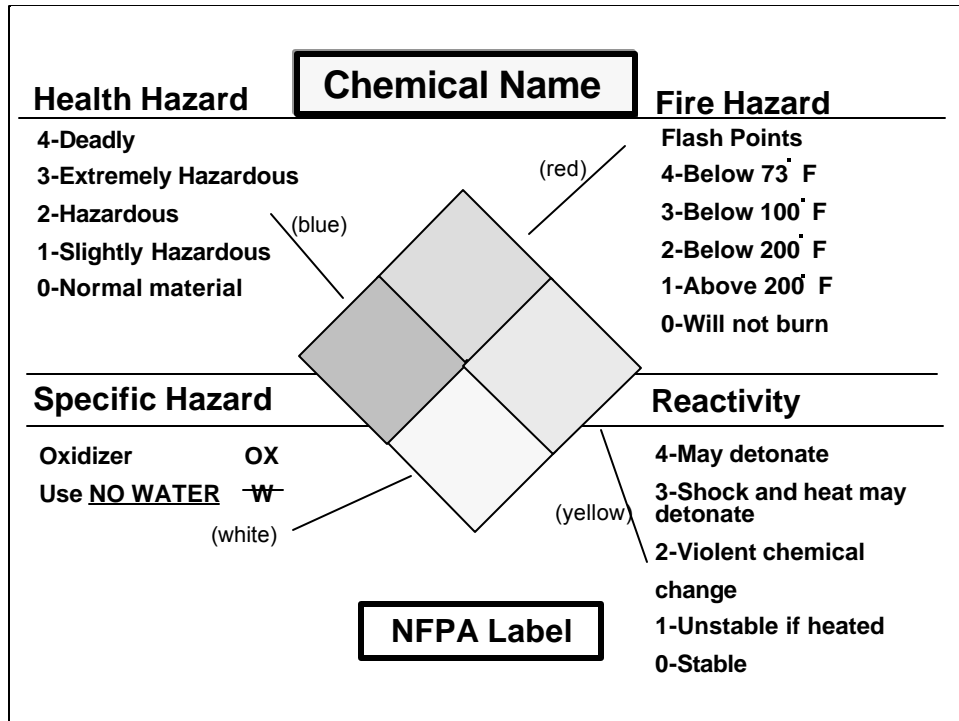 Chemical Name
Health Hazard
4-Deadly
3-Extremely Hazardous
2-Hazardous
1-Slightly Hazardous
0-Normal material
(blue)
(red)
Fire Hazard
Flash Points
4-Below 73° F
3-Below 100° F
2-Below 200° F
1-Above 200° F
0-Will not burn
Specific Hazard
Oxidizer OX
Use NO WATER W
(white)
(yellow)
Reactivity
4-May detonate
3-Shock and heat may
detonate
2-Violent chemical
change
1-Unstable if heated
0-Stable
NFPA Label